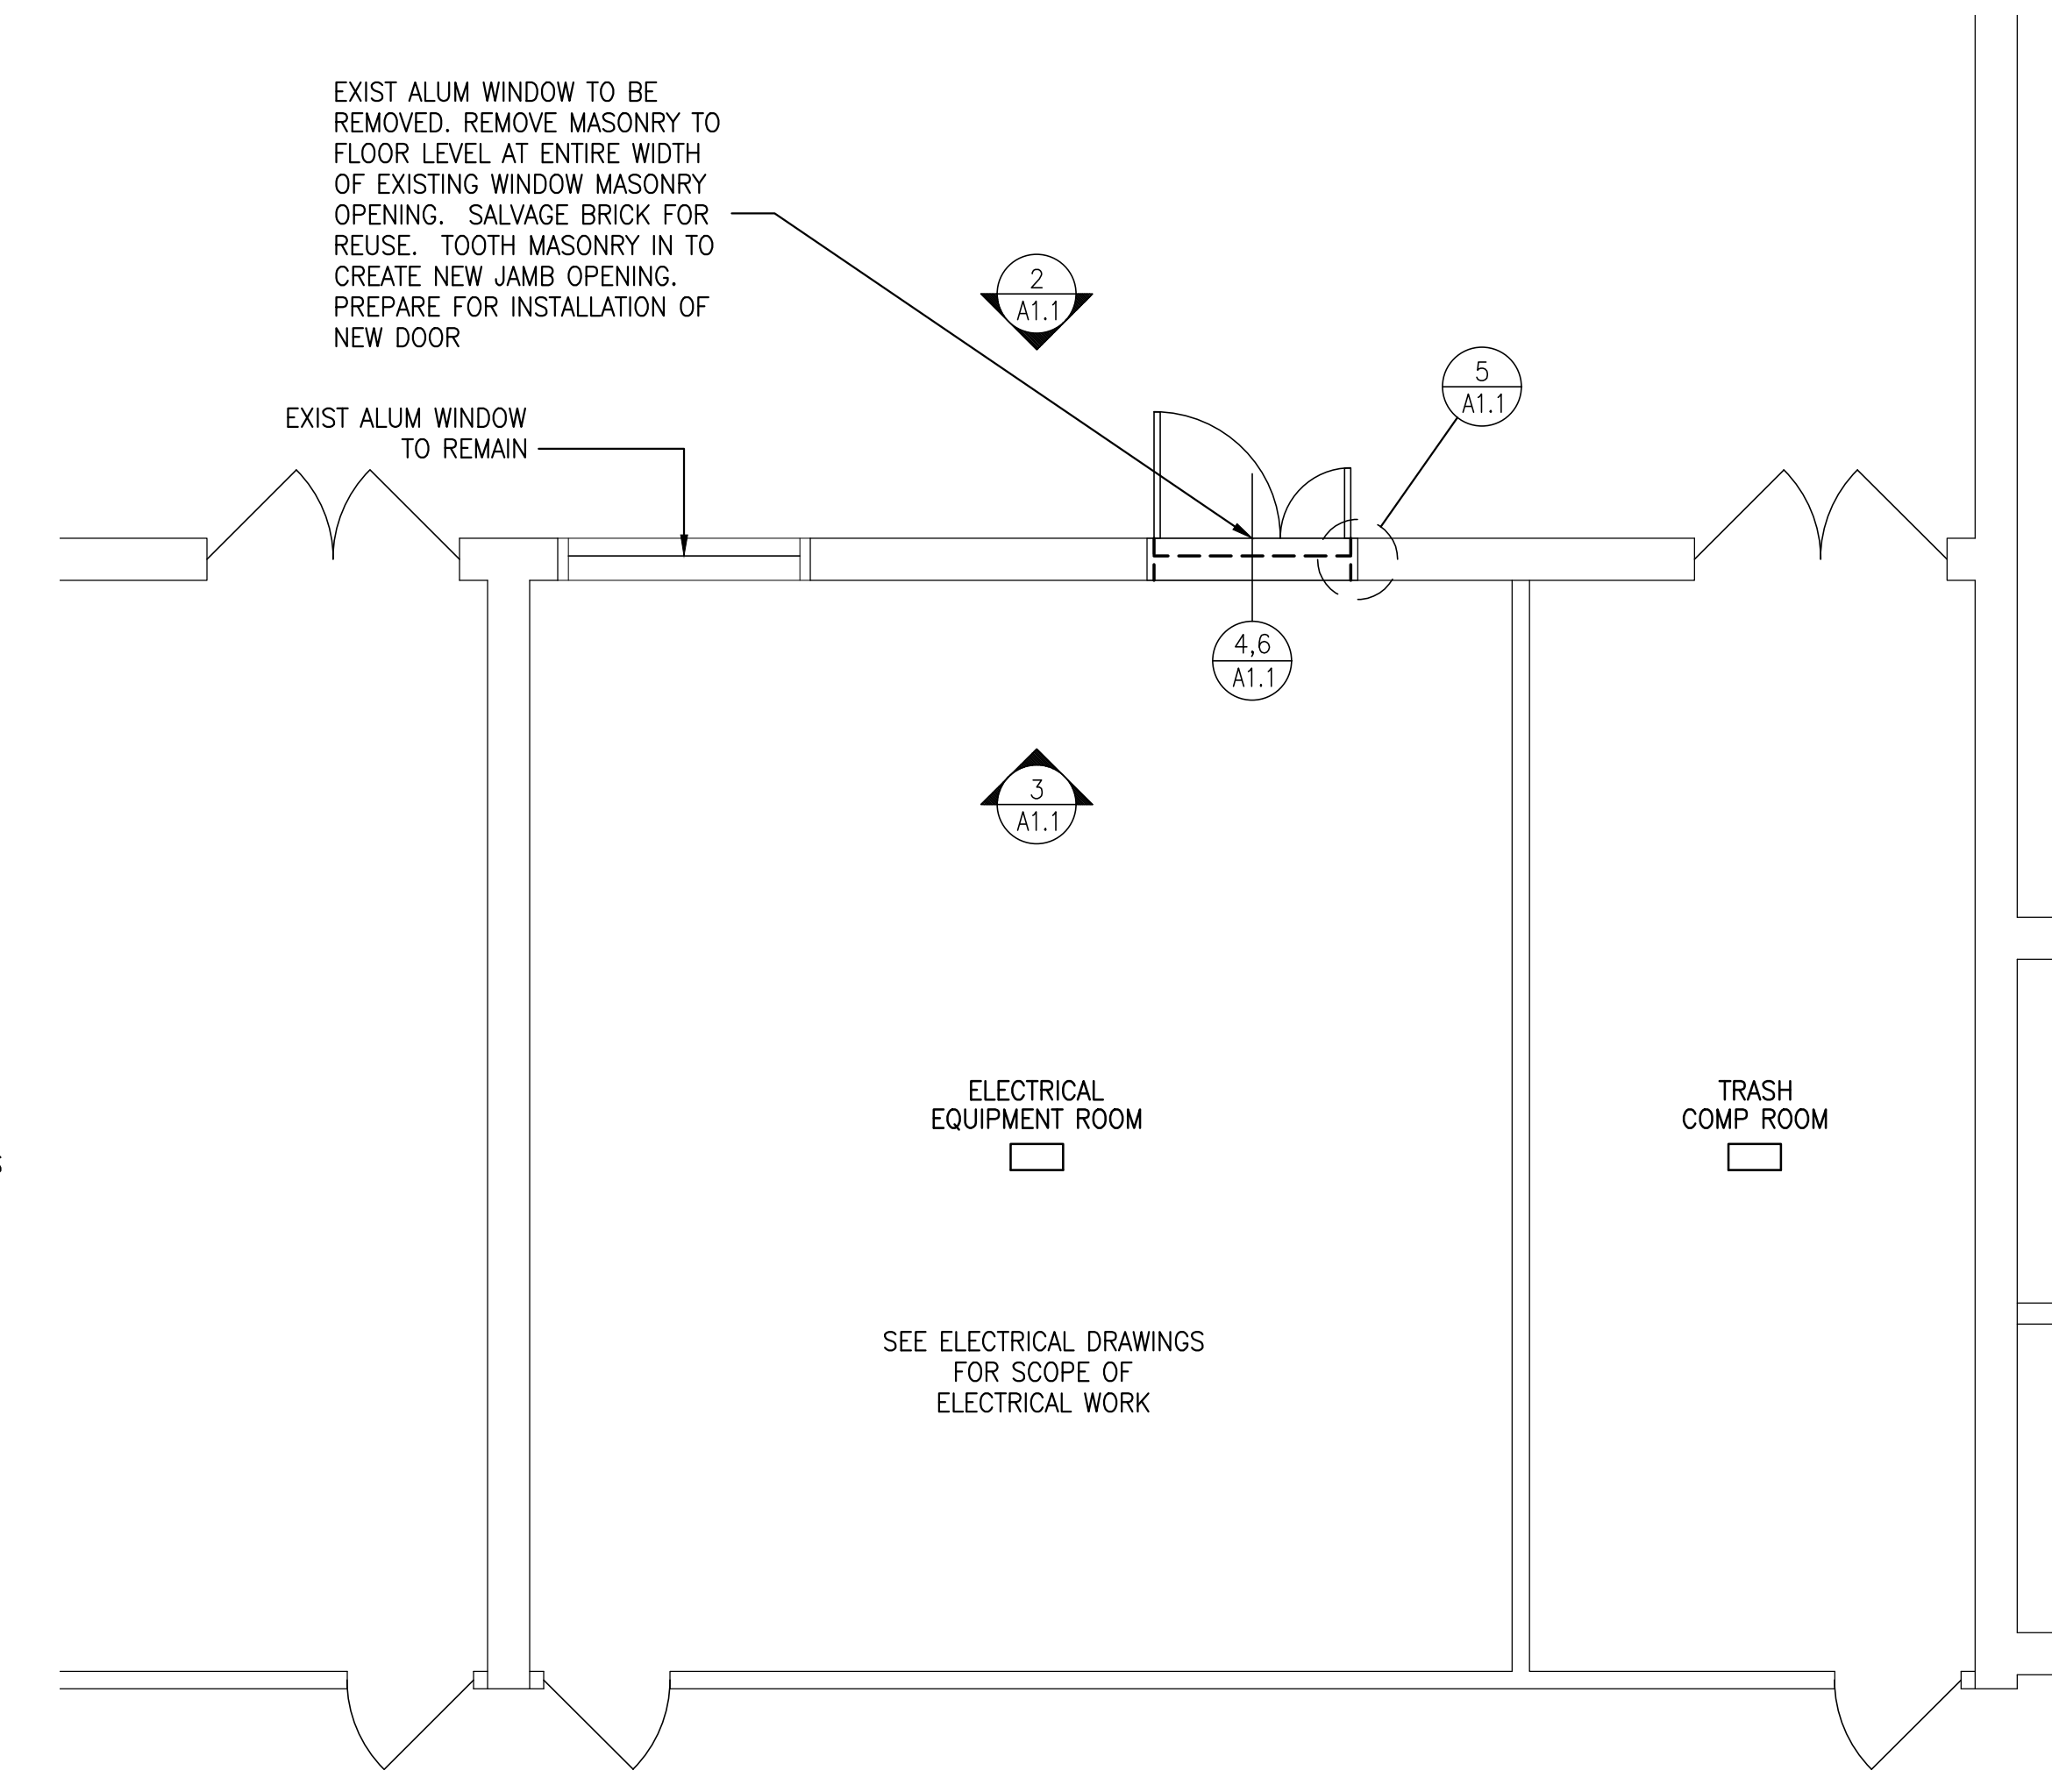 EXIST ALUM WINDOW TO BE
REMOVED. REMOVE MASONRY TO
FLOOR LEVEL AT ENTIRE WIDTH
OF EXISTING WINDOW MASONRY
OPENING. SALVAGE BRICK FOR
REUSE. TOOTH MASONRY IN TO
CREATE NEW JAMB OPENING.
PREPARE FOR INSTALLATION OF
NEW DOOR
2
A1.1
5
A1.1
EXIST ALUM WINDOW
TO REMAIN
4,6
A1.1
3
A1.1
ELECTRICAL
EQUIPMENT ROOM
TRASH
COMP ROOM
SEE ELECTRICAL DRAWINGS
FOR SCOPE OF
ELECTRICAL WORK